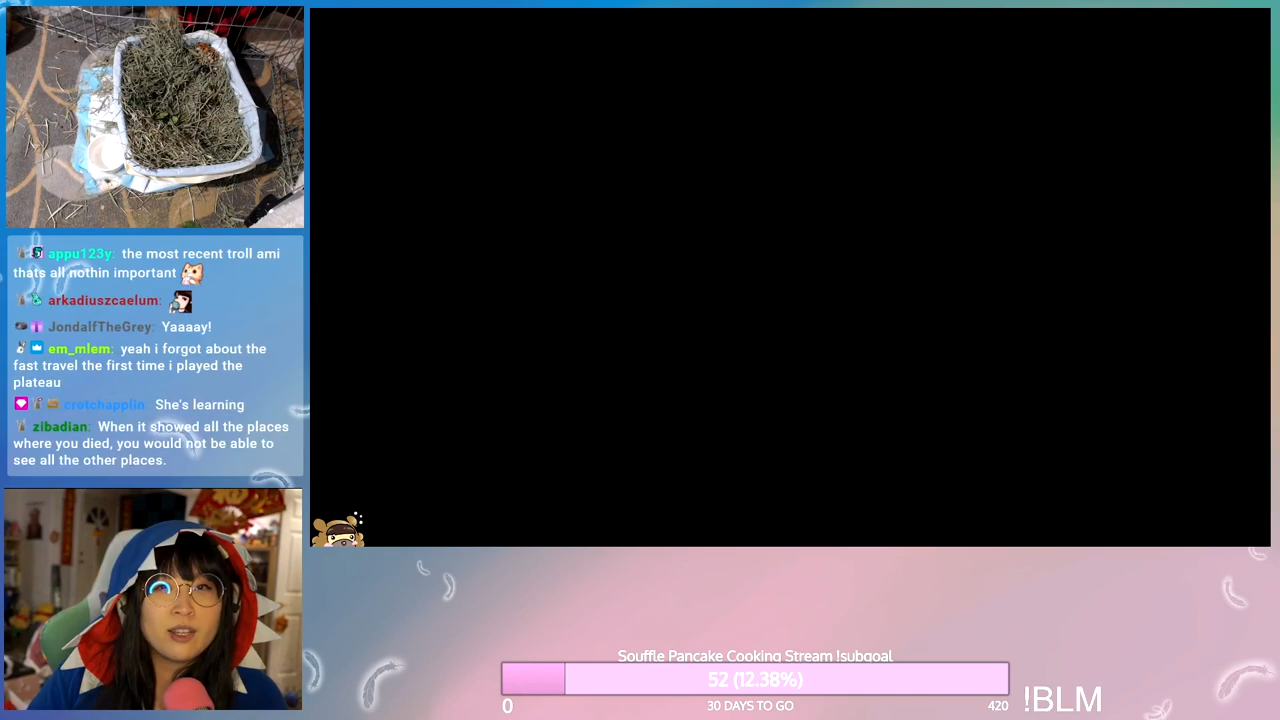 appu123y: the most recent troll ami
thats all nothin important
arkadiuszcaelum:
JondalfTheGrey: Yaaaay!
em_mlem: yeah i forgot about the
fast travel the first time i played the
plateau
crotchapplin: She's learning
zibadian: When it showed all the places
where you died, you would not be able to
see all the other places.
Souffle Pancake Cooking Stream !subgoal
52 (12.38%)
0 30 DAYS TO GO 420
!BLM